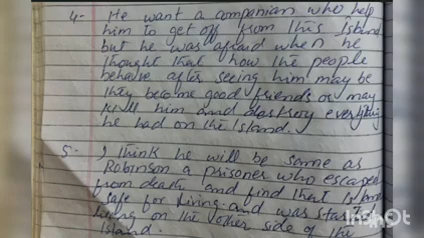 4- He want a companian who help
him to get off from this Island
but he was afraid when he
thought that how the people
behave after seeing him may be
they become good friends or may
kill him and destroy everything
he had on the Island.
5- I think he will be same as
Robinson a prisoner who escaped
from death and find that Island
safe for living and was started
living on the other side of the
Island.
InShot